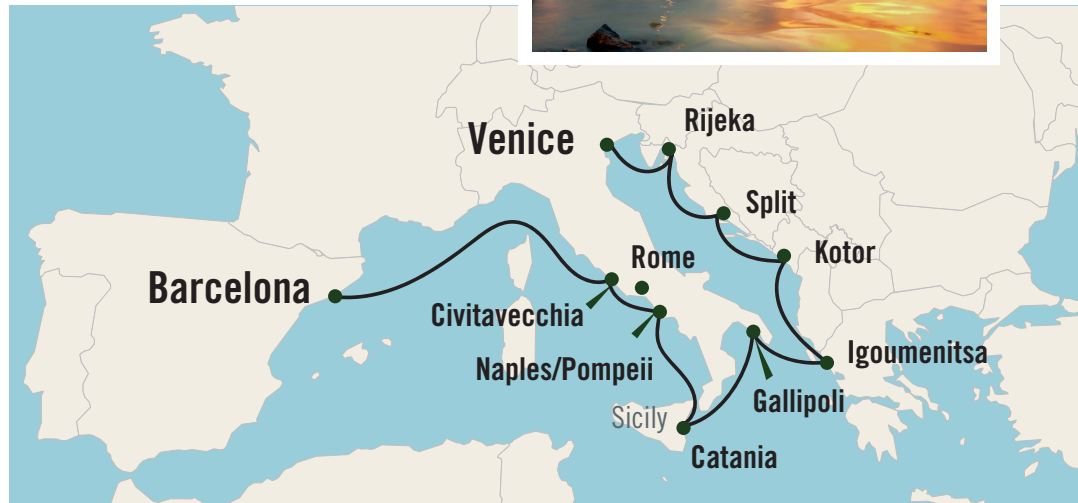 Venice
Rijeka
Split
Kotor
Rome
Barcelona
Civitavecchia
Naples/Pompeii
Igoumenitsa
Gallipoli
Sicily
Catania